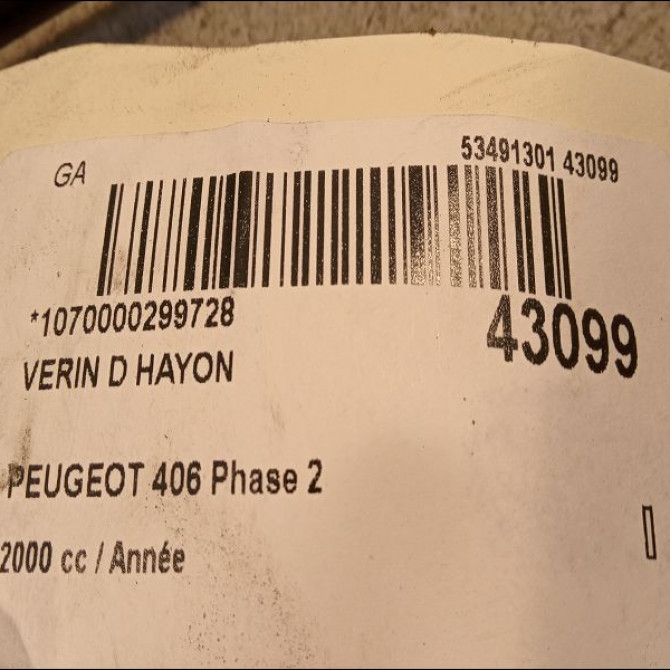 GA
53491301 43099
*1070000299728
43099
VERIN D HAYON
PEUGEOT 406 Phase 2
2000 cc / Année